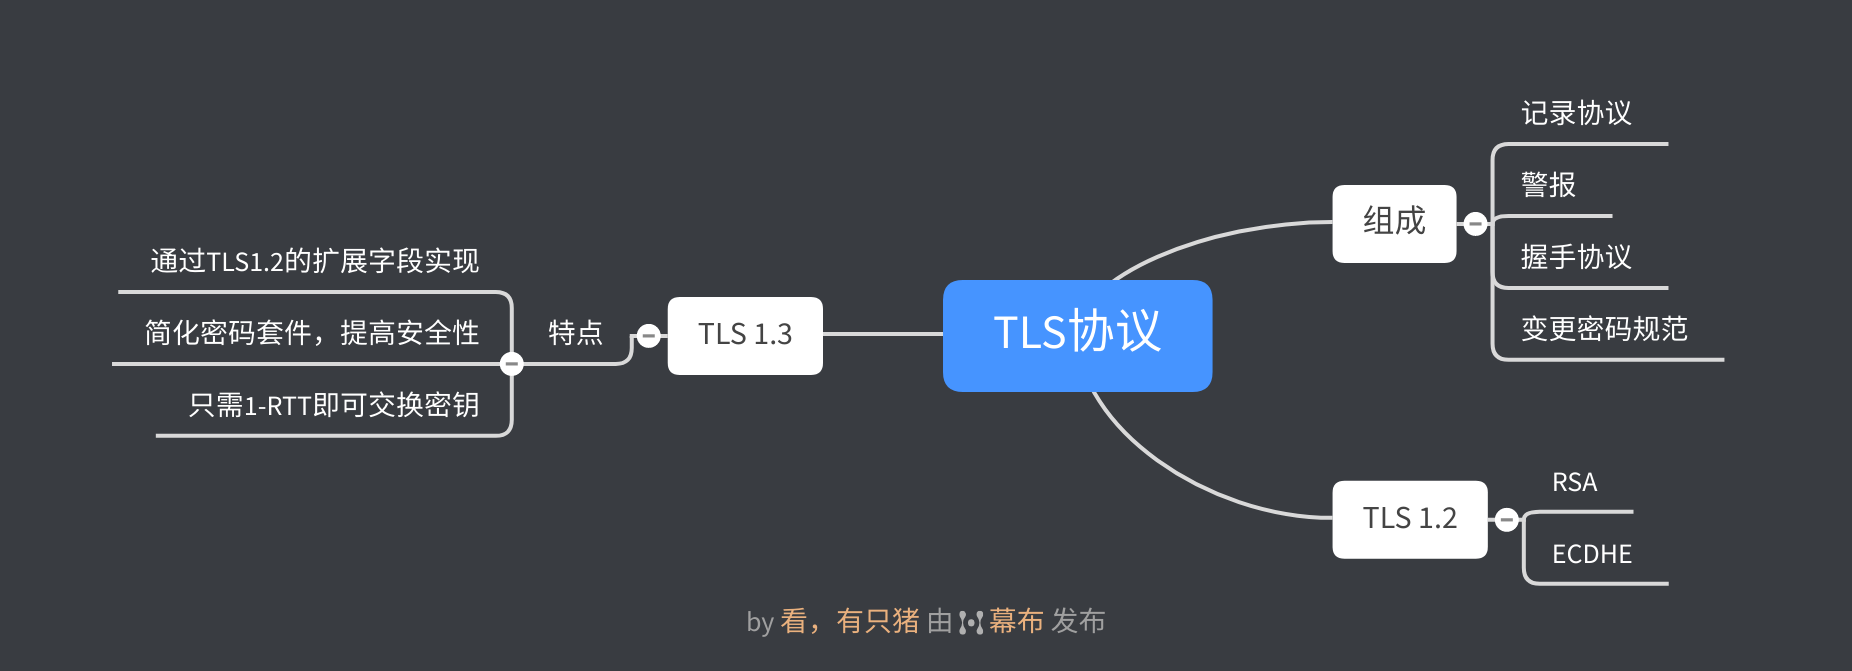 TLS协议
组成
记录协议
警报
握手协议
变更密码规范
TLS 1.2
RSA
ECDHE
TLS 1.3
特点
通过TLS1.2的扩展字段实现
简化密码套件，提高安全性
只需1-RTT即可交换密钥
by 看，有只猪 由 幕布 发布